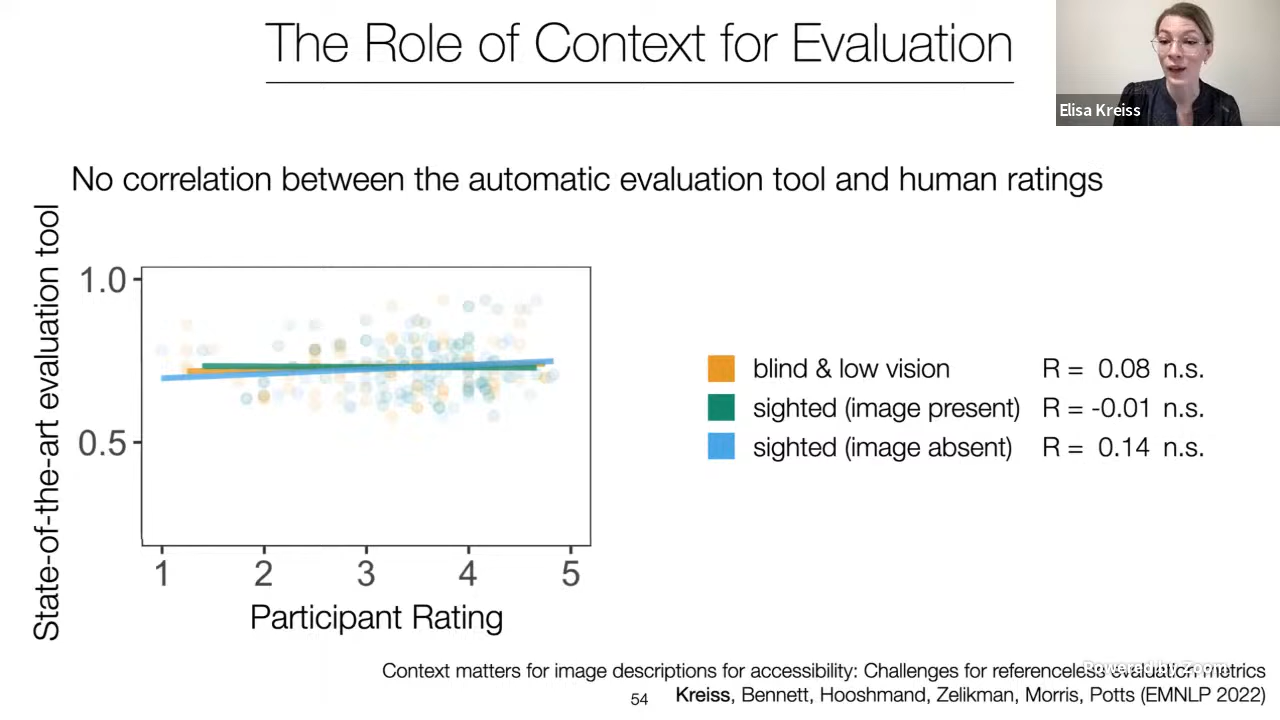 The Role of Context for Evaluation
Elisa Kreiss
No correlation between the automatic evaluation tool and human ratings
State-of-the-art evaluation tool
1.0
0.5
1 2 3 4 5
Participant Rating
blind & low vision R = 0.08 n.s.
sighted (image present) R = -0.01 n.s.
sighted (image absent) R = 0.14 n.s.
Context matters for image descriptions for accessibility: Challenges for referenceless evaluation metrics
Powered by Zoom
54 Kreiss, Bennett, Hooshmand, Zelikman, Morris, Potts (EMNLP 2022)